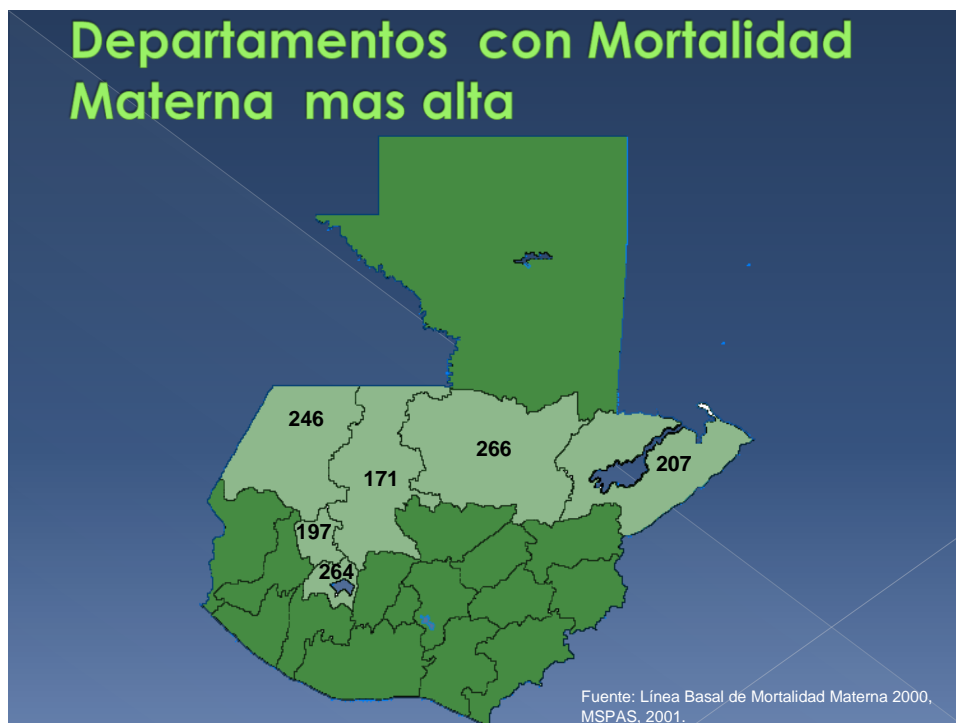 Departamentos con Mortalidad
Materna mas alta
246
266
171
207
197
264
Fuente: Línea Basal de Mortalidad Materna 2000,
MSPAS, 2001.